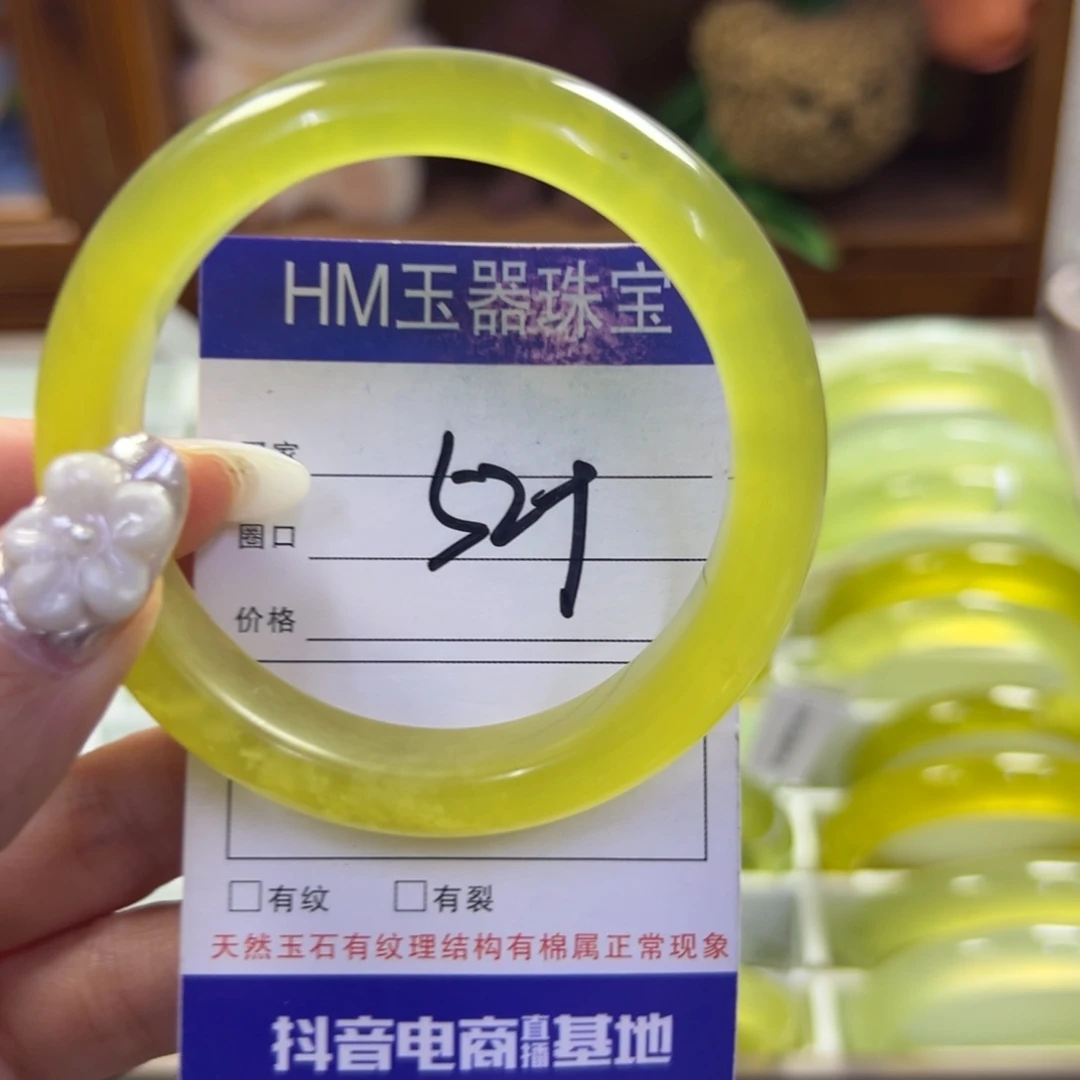 HM玉器珠宝
圈口
价格
有纹 有裂
天然玉石有纹理结构有棉属正常现象
抖音电商直播基地